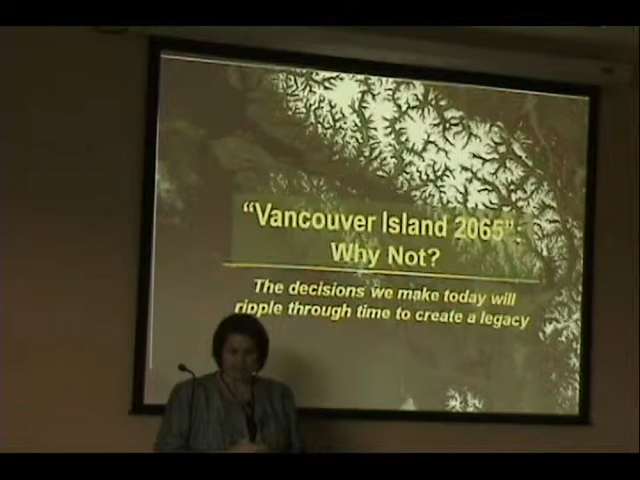 "Vancouver Island 2065":
Why Not?
The decisions we make today will
ripple through time to create a legacy